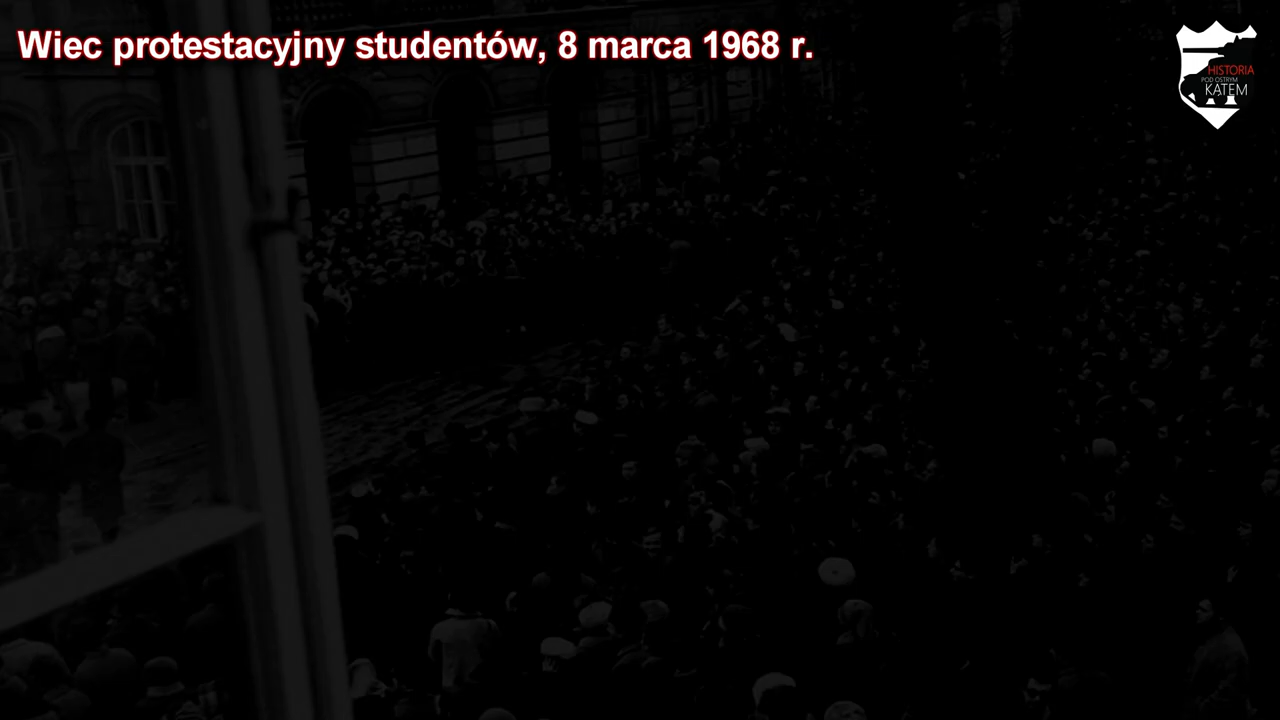 Wiec protestacyjny studentów, 8 marca 1968 r.
HISTORIA
POD OSTRYM
KĄTEM